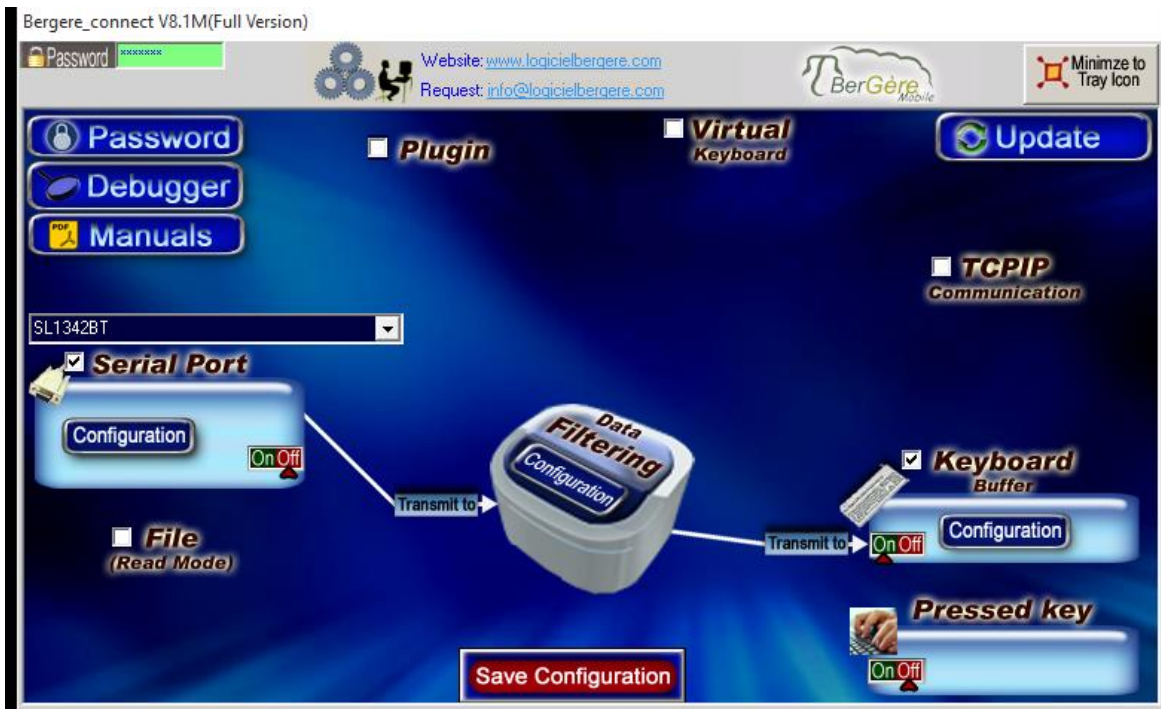 Bergere_connect V8.1M(Full Version)
Password
*******
Website: www.logicielbergere.com
Request: info@logicielbergere.com
BerGère
Mobile
Minimze to
Tray Icon
Password
Plugin
Virtual
Keyboard
Update
Debugger
PDF
Manuals
TCPIP
Communication
SL1342BT
Serial Port
Configuration
On Off
Data
Filtering
Configuration
Transmit to
Keyboard
Buffer
Configuration
Transmit to
On Off
File
(Read Mode)
Pressed key
On Off
Save Configuration